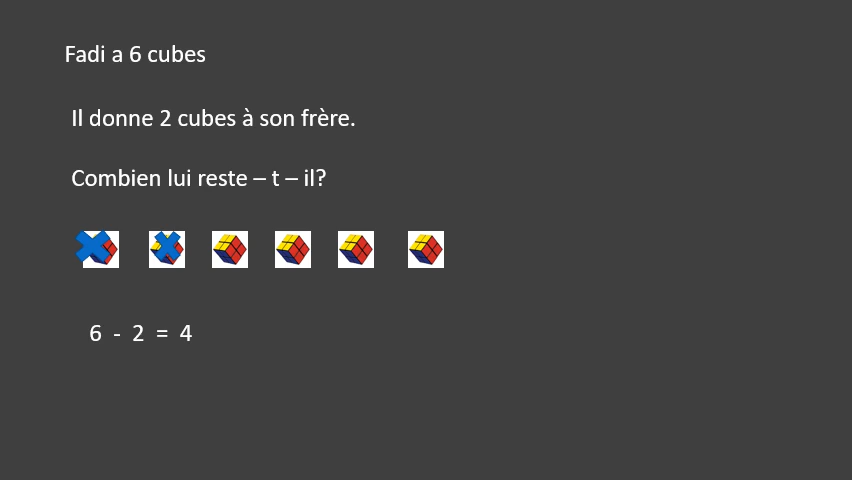 Fadi a 6 cubes
Il donne 2 cubes à son frère.
Combien lui reste – t – il?
6 - 2 = 4